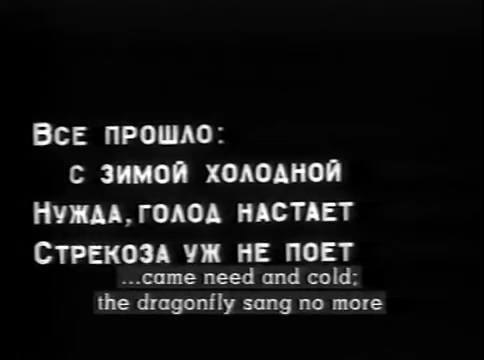 Все прошло:
с зимой холодной
Нужда, голод настает
Стрекоза уж не поет
...came need and cold;
the dragonfly sang no more